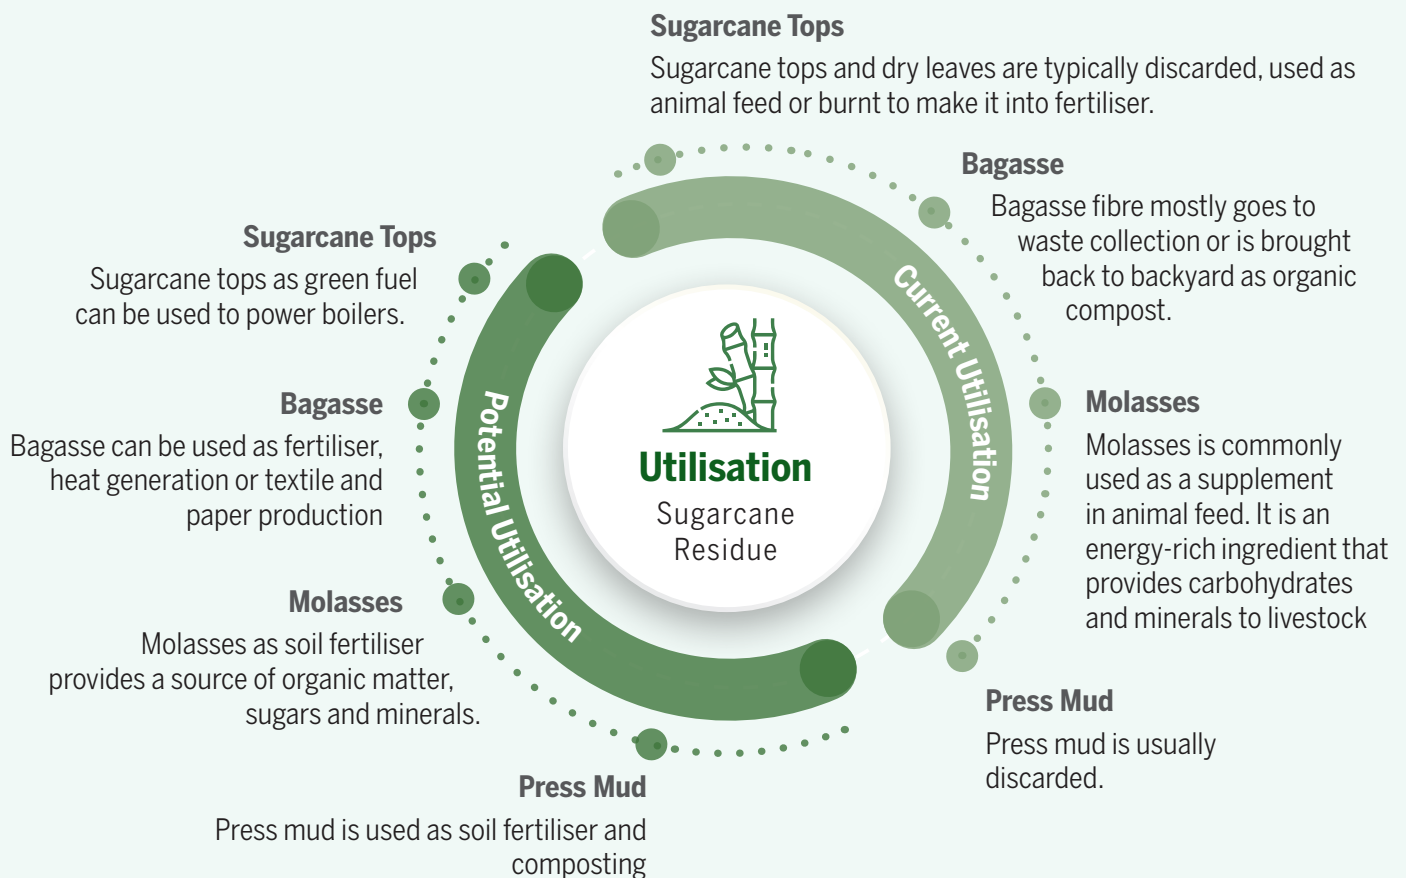 Sugarcane Tops
Sugarcane tops and dry leaves are typically discarded, used as
animal feed or burnt to make it into fertiliser.
Bagasse
Bagasse fibre mostly goes to
waste collection or is brought
back to backyard as organic
compost.
Current Utilisation
Molasses
Molasses is commonly
used as a supplement
in animal feed. It is an
energy-rich ingredient that
provides carbohydrates
and minerals to livestock
Press Mud
Press mud is usually
discarded.
Utilisation
Sugarcane
Residue
Sugarcane Tops
Sugarcane tops as green fuel
can be used to power boilers.
Potential Utilisation
Bagasse
Bagasse can be used as fertiliser,
heat generation or textile and
paper production
Molasses
Molasses as soil fertiliser
provides a source of organic matter,
sugars and minerals.
Press Mud
Press mud is used as soil fertiliser and
composting